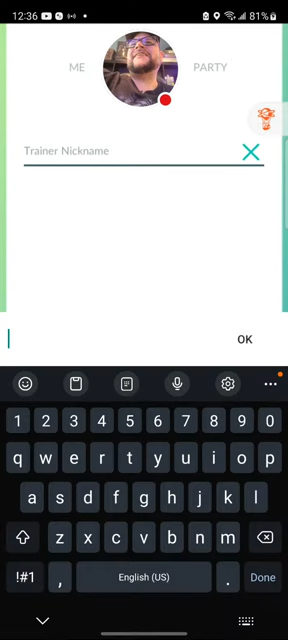 12:36
81%
ME
PARTY
Trainer Nickname
OK
1 2 3 4 5 6 7 8 9 0
q w e r t y u i o p
a s d f g h j k l
z x c v b n m
!#1 , English (US) . Done